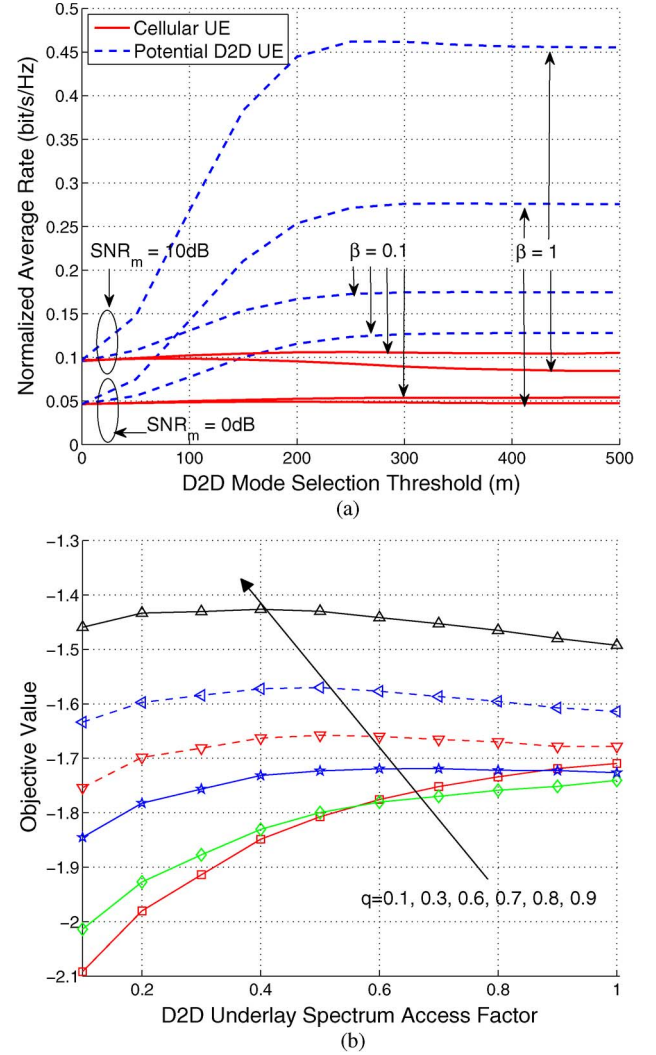 Cellular UE
Potential D2D UE
Normalized Average Rate (bit/s/Hz)
0.5
0.45
0.4
0.35
0.3
0.25
0.2
0.15
0.1
0.05
0
SNRm = 10dB
β = 0.1
β = 1
SNRm = 0dB
0 100 200 300 400 500
D2D Mode Selection Threshold (m)
(a)
Objective Value
−1.3
−1.4
−1.5
−1.6
−1.7
−1.8
−1.9
−2
−2.1
q=0.1, 0.3, 0.6, 0.7, 0.8, 0.9
0.2 0.4 0.6 0.8 1
D2D Underlay Spectrum Access Factor
(b)